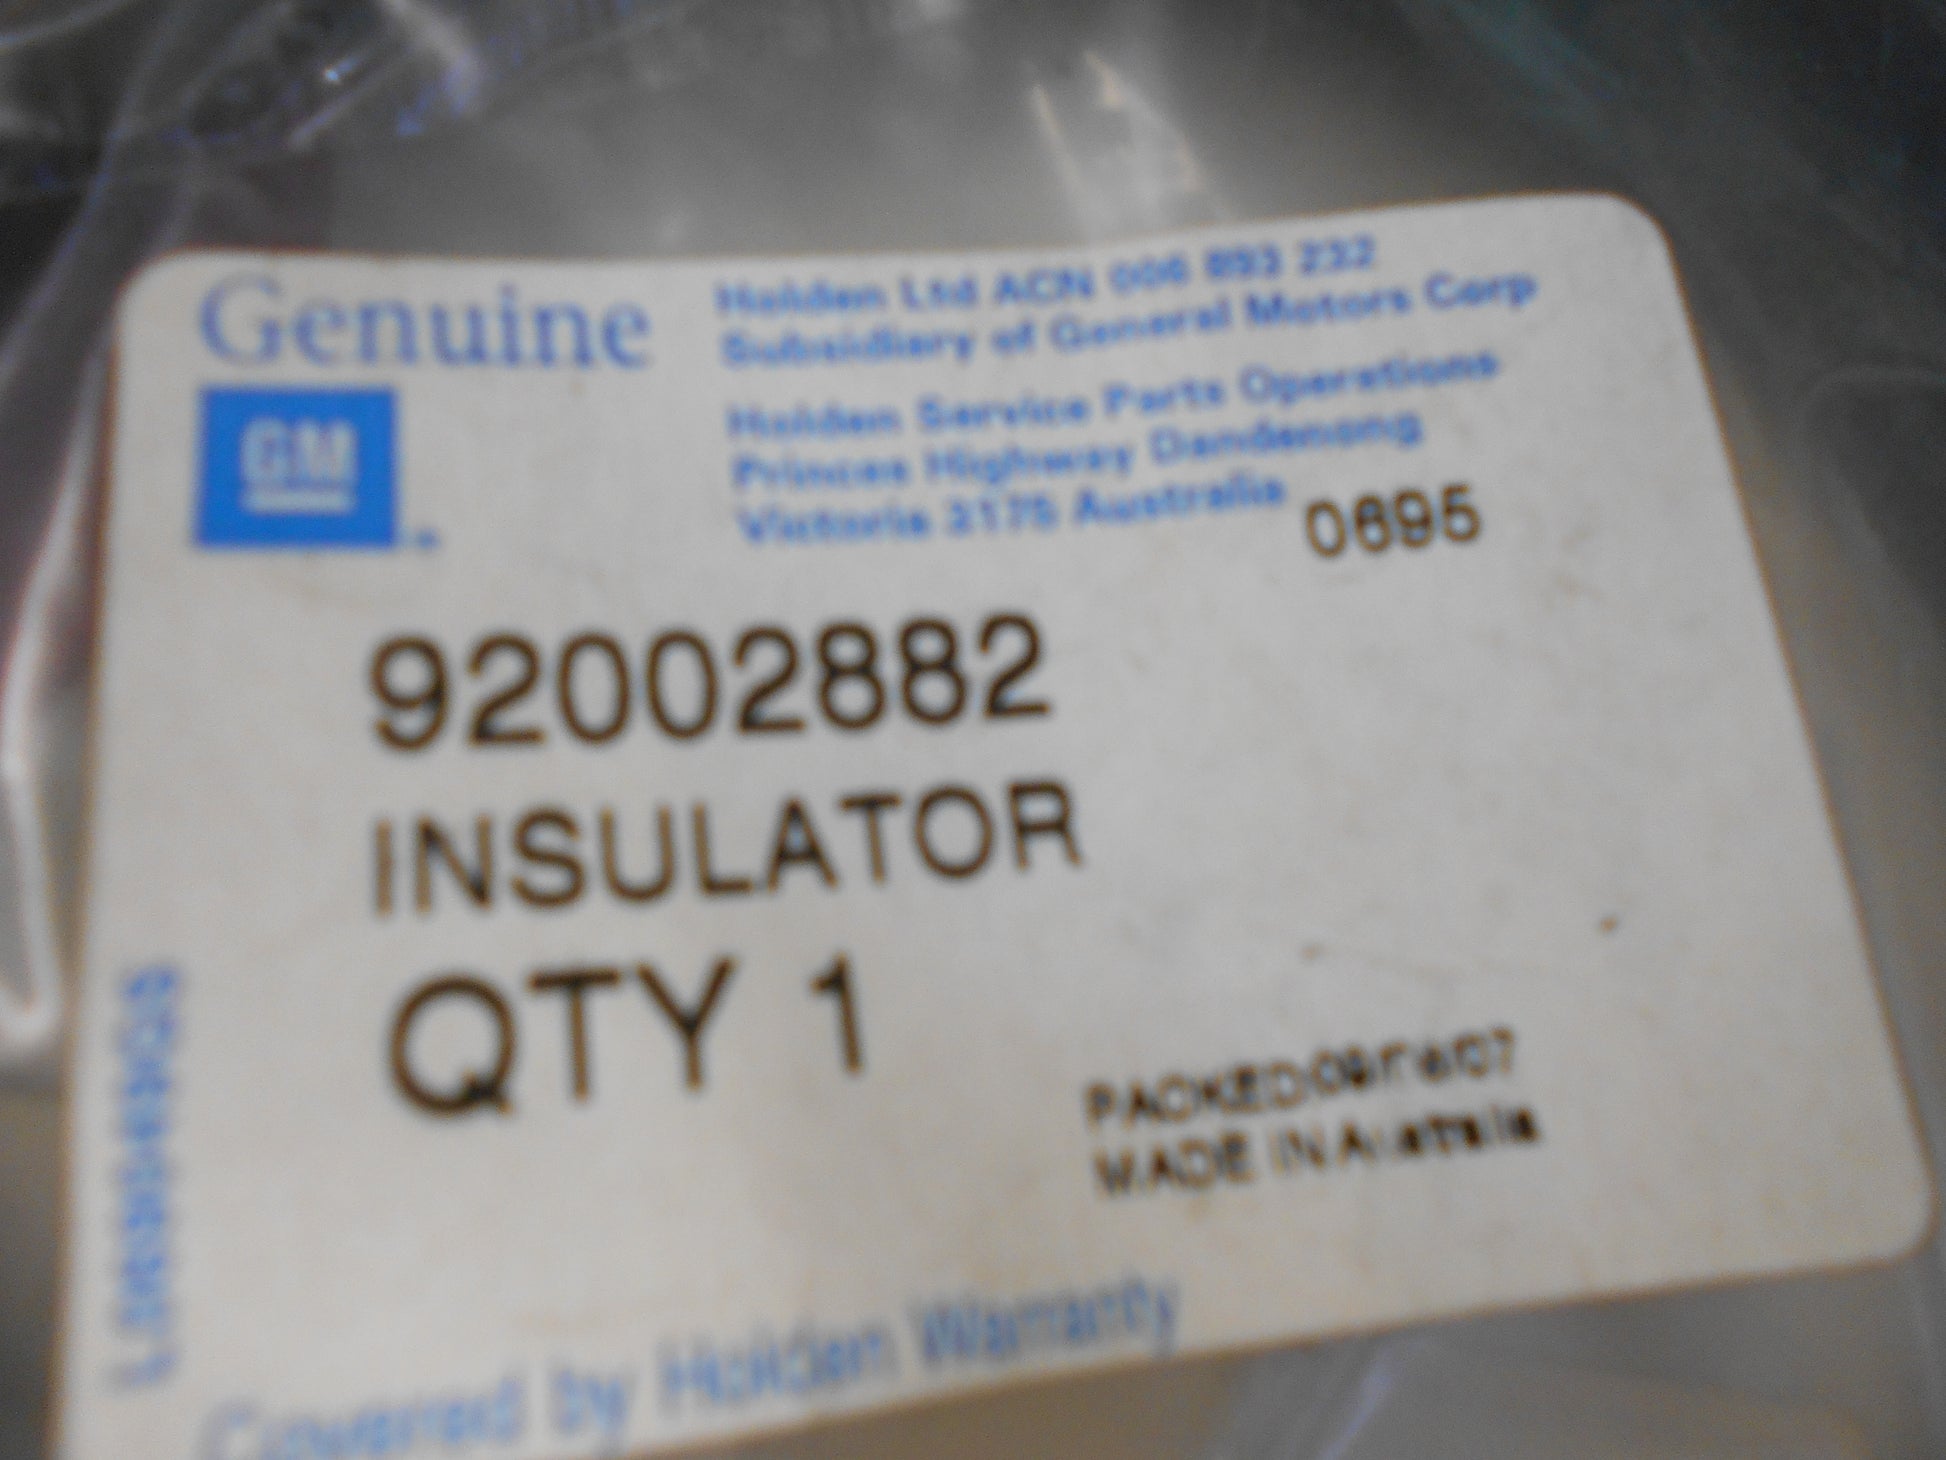 Genuine
GM
Holden Ltd ACN 006 893 232
Subsidiary of General Motors Corp
Holden Service Parts Operations
Princes Highway Dandenong
Victoria 3175 Australia
0695
92002882
INSULATOR
QTY 1
PACKED
MADE IN Australia
Covered by Holden Warranty